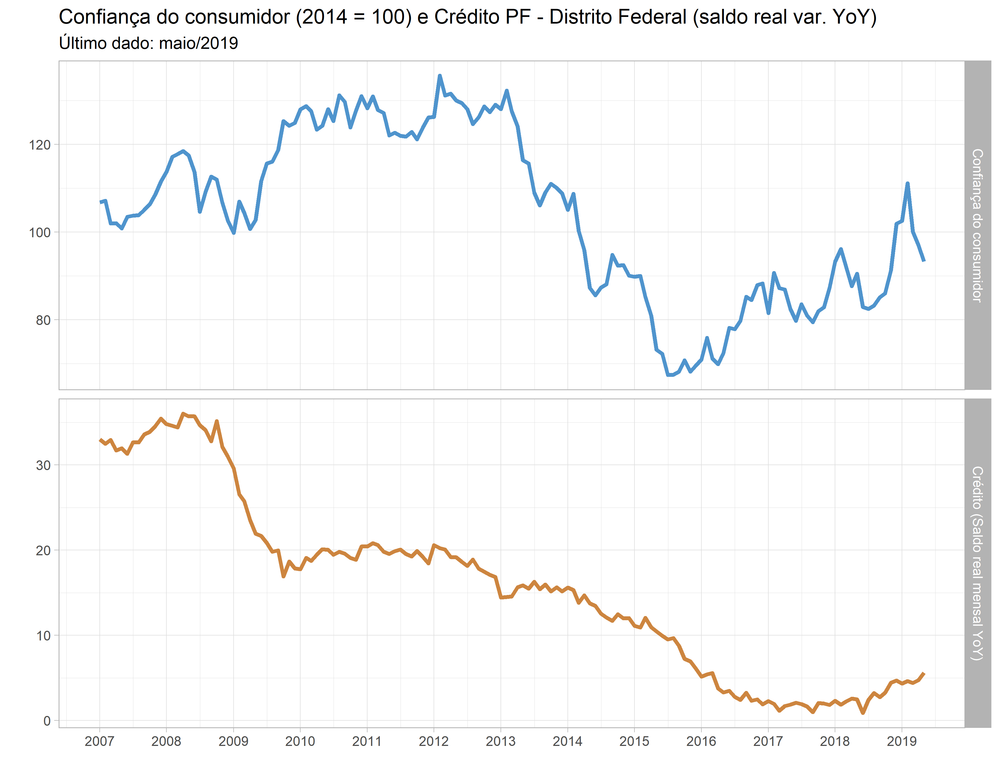 Confiança do consumidor (2014 = 100) e Crédito PF - Distrito Federal (saldo real var. YoY)
Último dado: maio/2019
120
100
80
Confiança do consumidor
30
20
10
0
Crédito (Saldo real mensal YoY)
2007 2008 2009 2010 2011 2012 2013 2014 2015 2016 2017 2018 2019